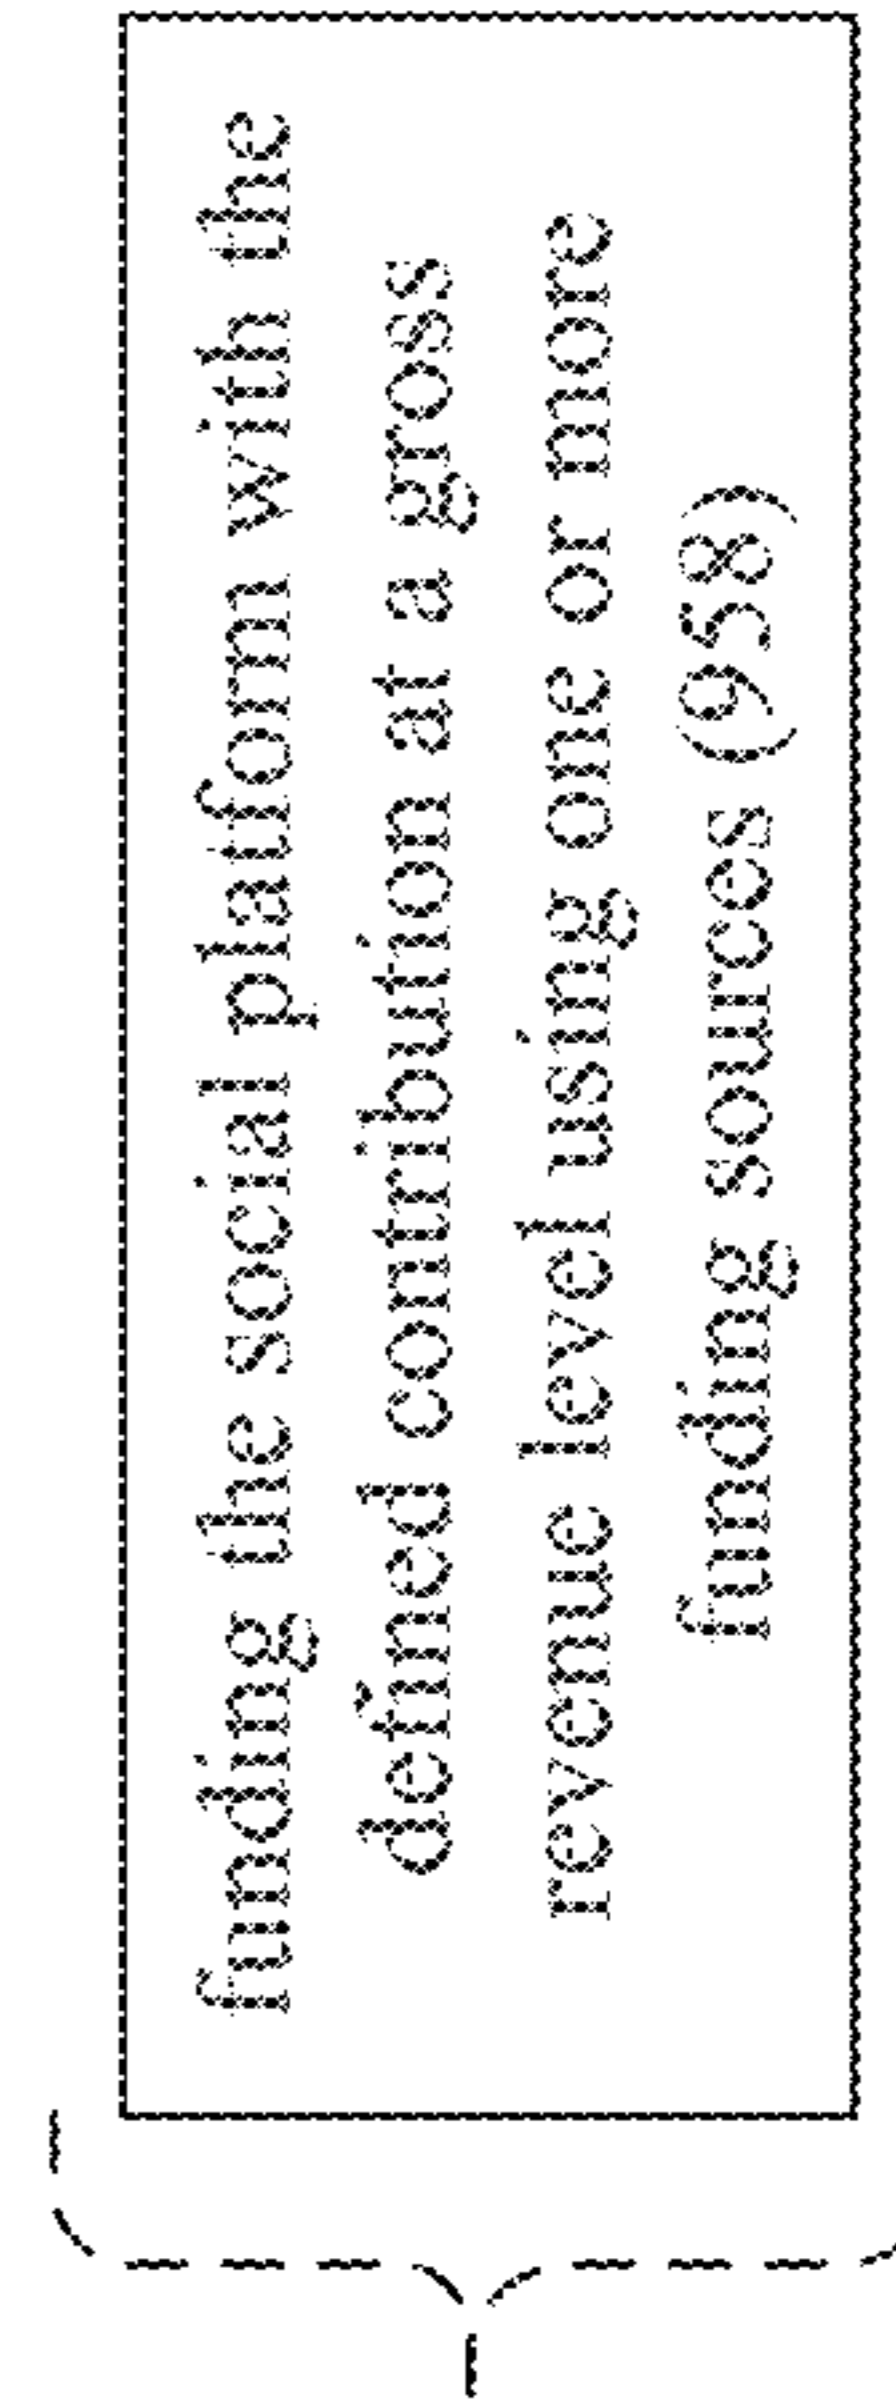 funding the social platform with the
defined contribution at a gross
revenue level using one or more
funding sources (958)